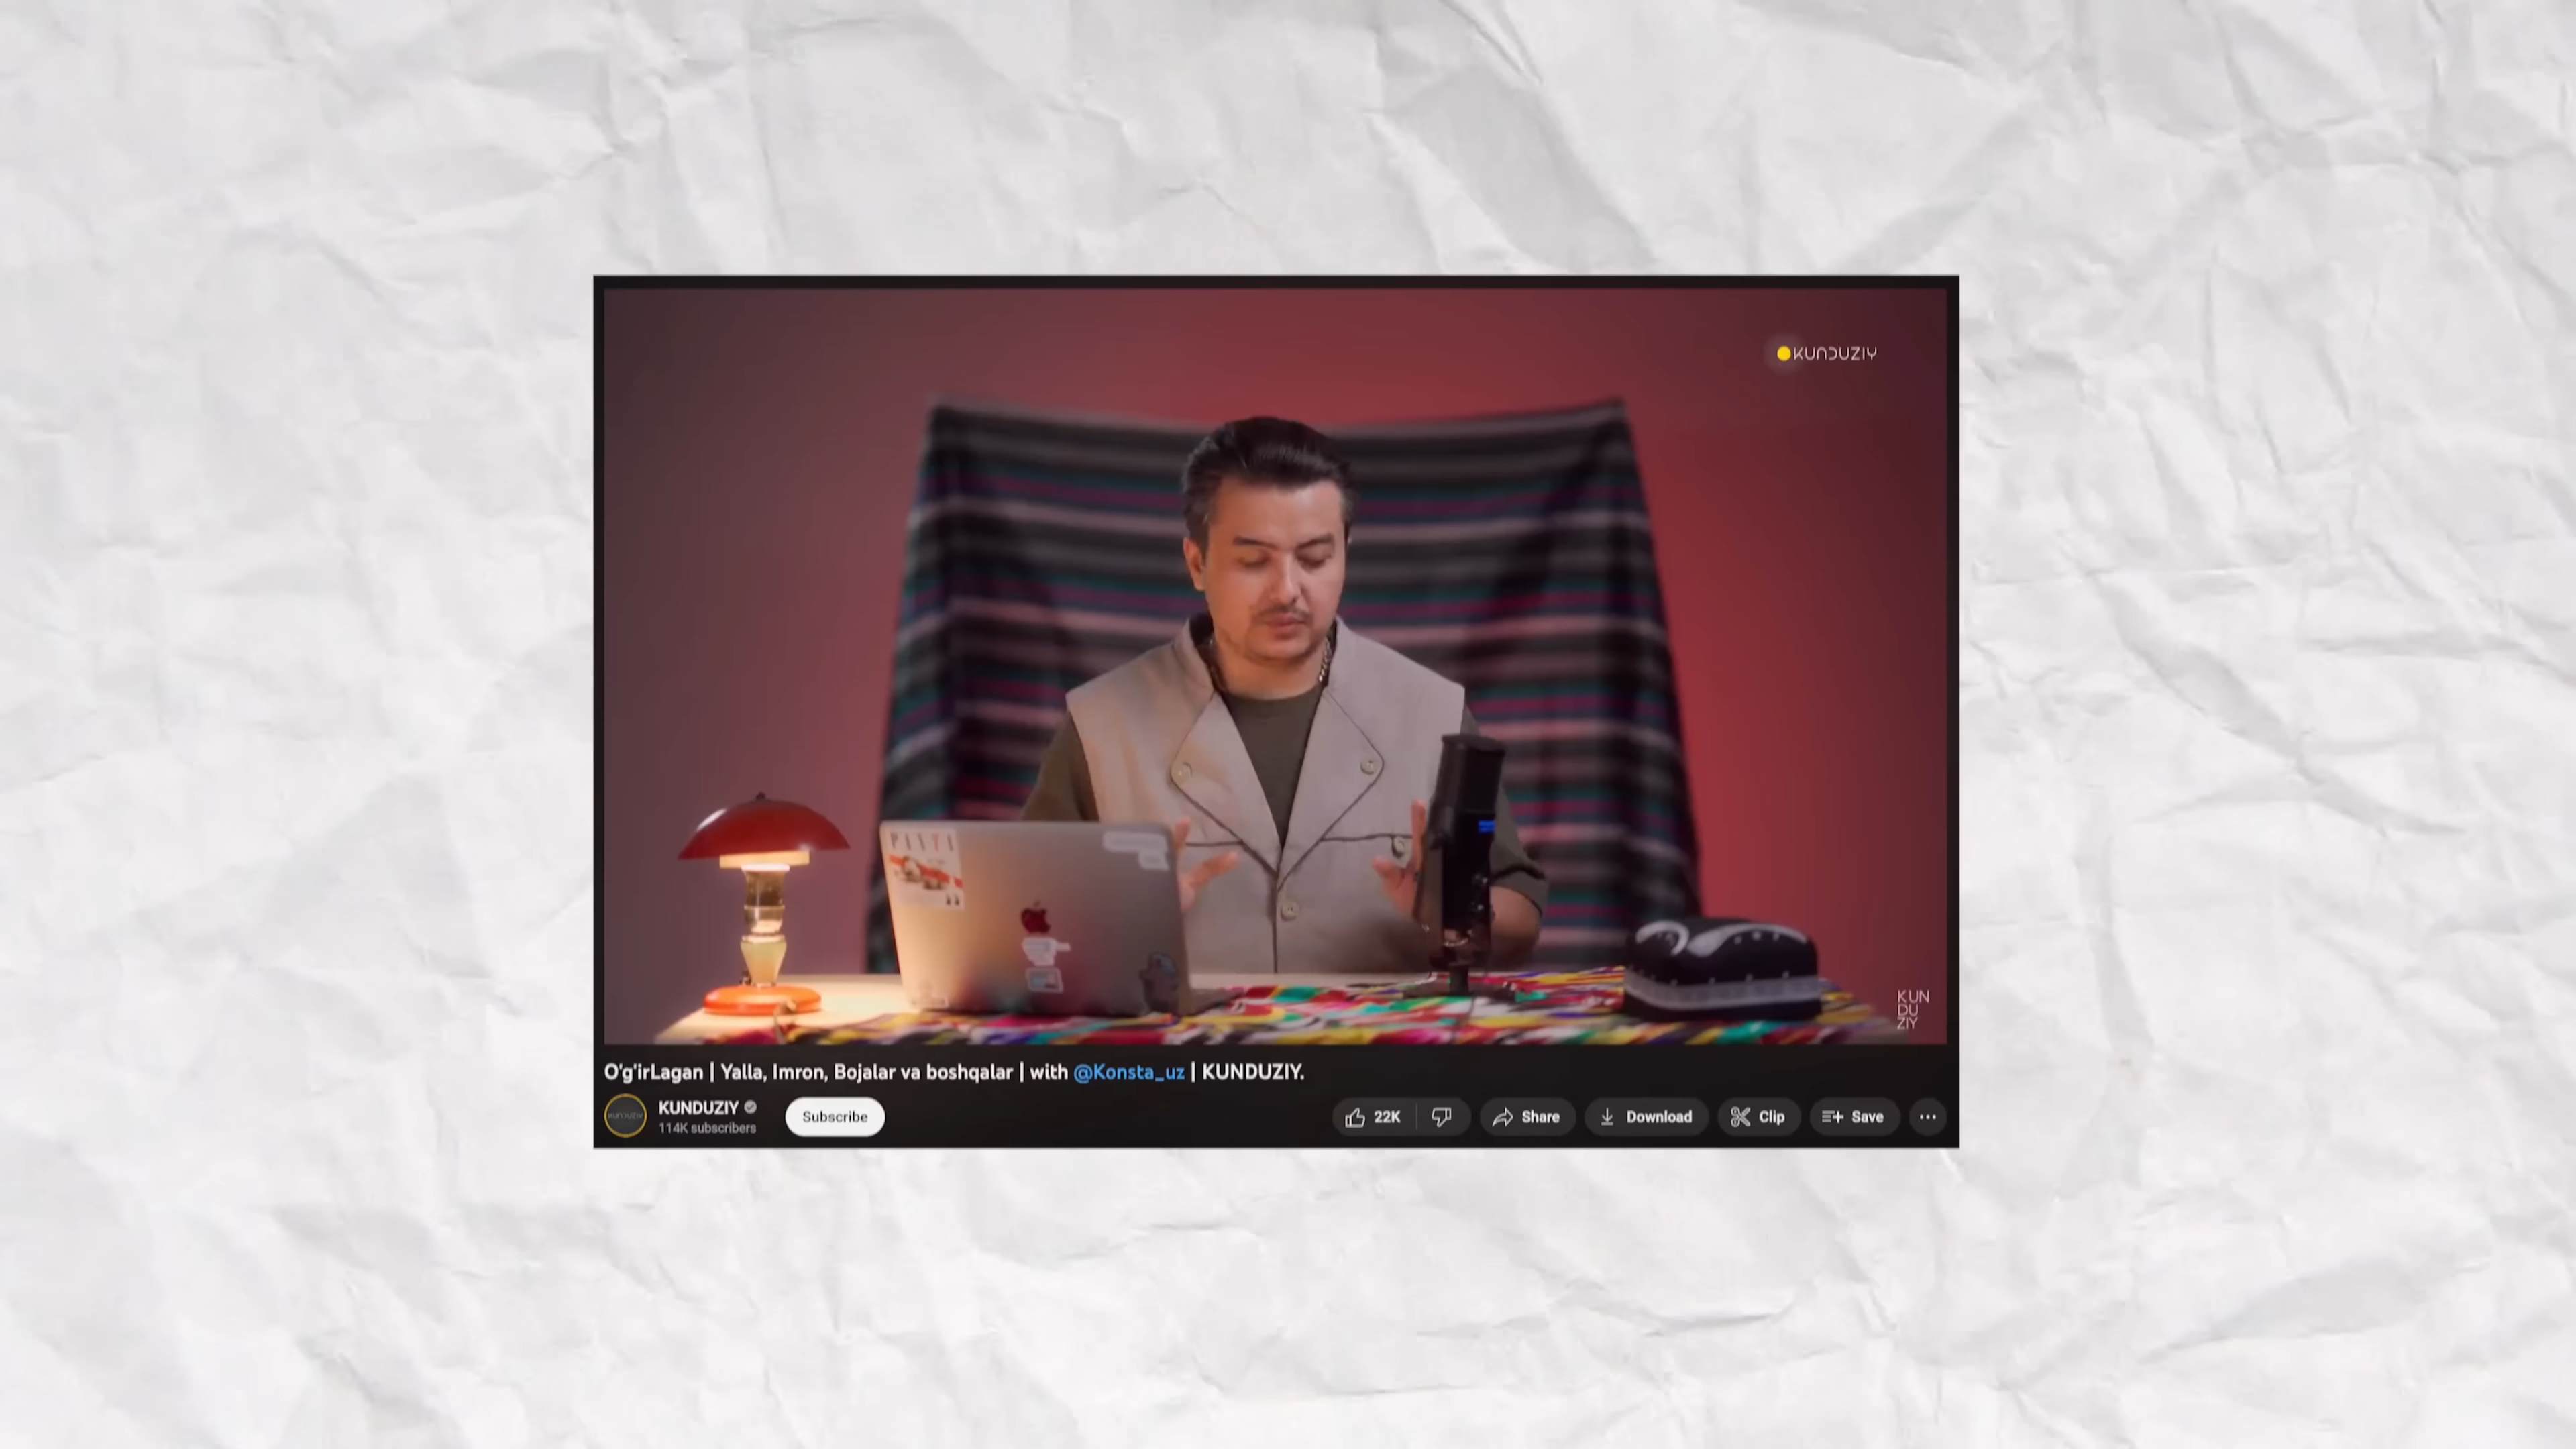 KUNDUZIY
KUN
DU
ZIY
O'g'irLagan | Yalla, Imron, Bojalar va boshqalar | with @Konsta_uz | KUNDUZIY.
KUNDUZIY
114K subscribers
Subscribe
22K
Share
Download
Clip
Save